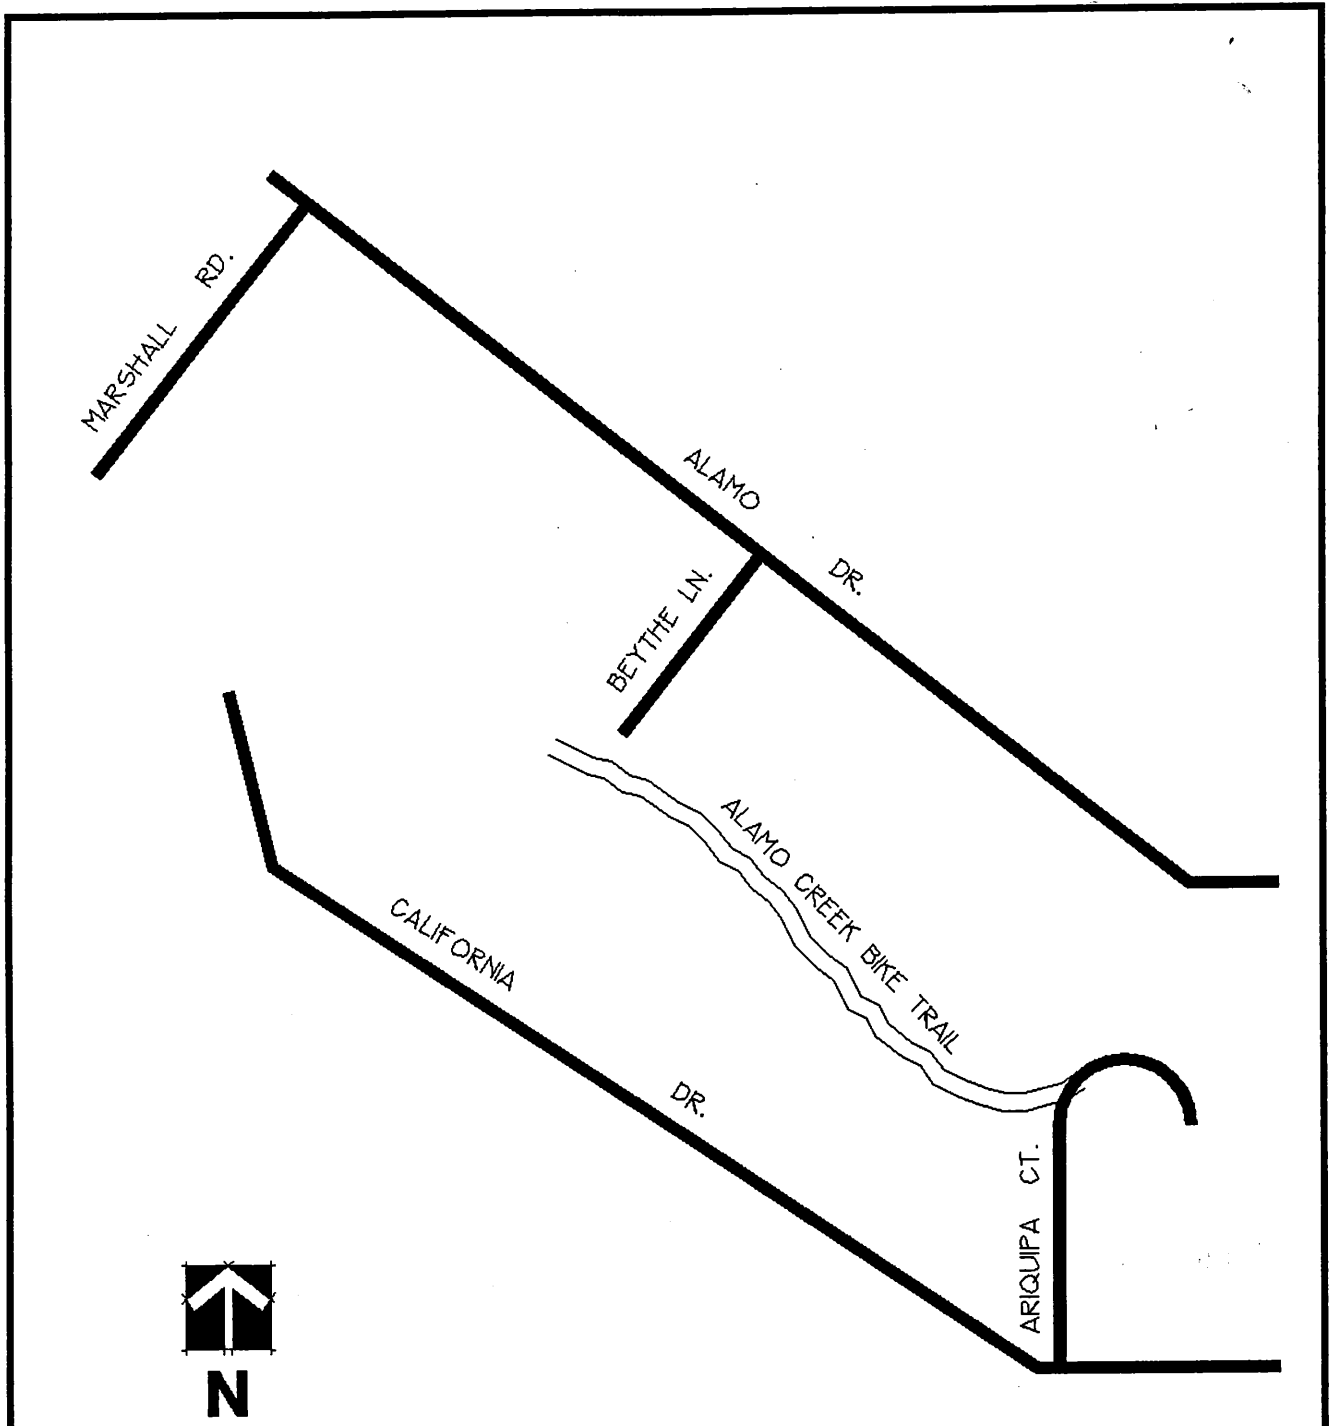 MARSHALL RD.
ALAMO DR.
BEYTHE LN.
ALAMO CREEK BIKE TRAIL
CALIFORNIA DR.
ARIQUIPA CT.
N